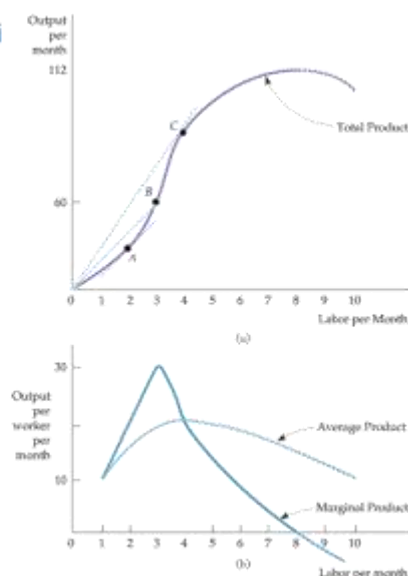 Output
per
month
112
C
Total Product
B
60
A
0 1 2 3 4 5 6 7 8 9 10
Labor per Month
(a)
30
Output
per
worker
per
month
Average Product
10
Marginal Product
0 1 2 3 4 5 6 7 8 9 10
(b)
Labor per month